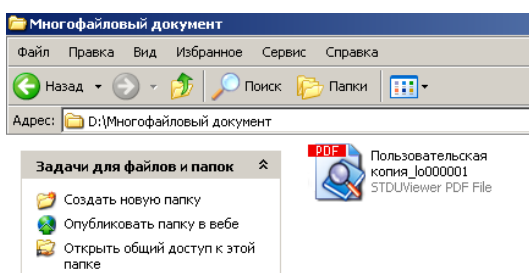 Многофайловый документ
Файл Правка Вид Избранное Сервис Справка
Назад Поиск Папки
Адрес: D:\Многофайловый документ
Задачи для файлов и папок
Создать новую папку
Опубликовать папку в вебе
Открыть общий доступ к этой
папке
PDF
Пользовательская
копия_lo000001
STDUViewer PDF File